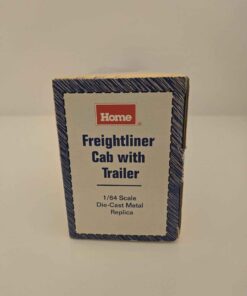 Home
Freightliner
Cab with
Trailer
1/64 Scale
Die-Cast Metal
Replica